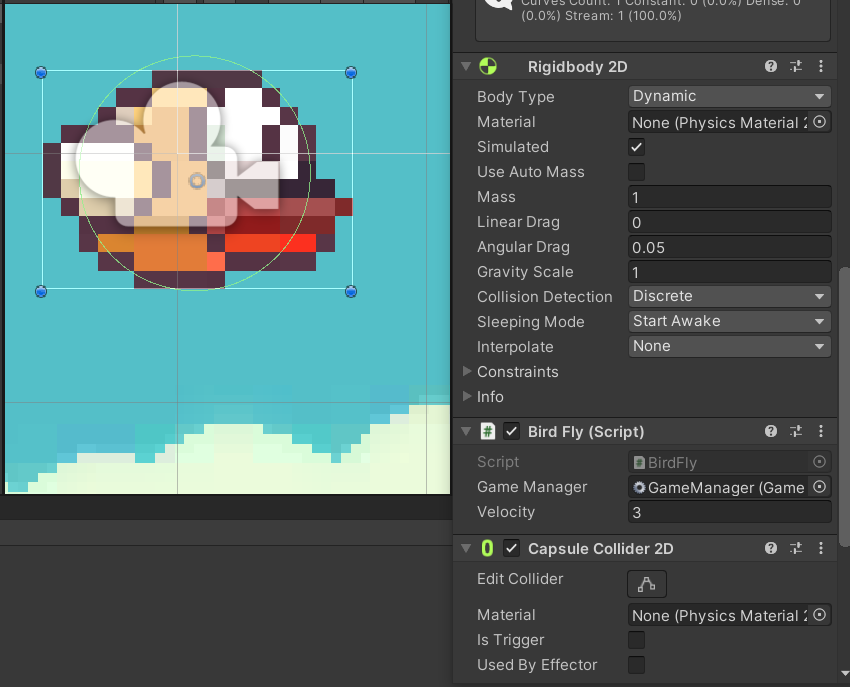 Curves Count: 1 Constant: 0 (0.0%) Dense: 0
(0.0%) Stream: 1 (100.0%)
Rigidbody 2D
Body Type Dynamic
Material None (Physics Material 2
Simulated
Use Auto Mass
Mass 1
Linear Drag 0
Angular Drag 0.05
Gravity Scale 1
Collision Detection Discrete
Sleeping Mode Start Awake
Interpolate None
Constraints
Info
# Bird Fly (Script)
Script # BirdFly
Game Manager GameManager (Game
Velocity 3
Capsule Collider 2D
Edit Collider
Material None (Physics Material 2
Is Trigger
Used By Effector